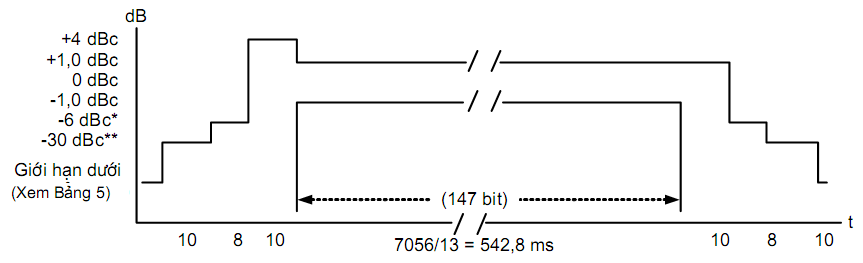 dB
+4 dBc
+1,0 dBc
0 dBc
-1,0 dBc
-6 dBc*
-30 dBc**
Giới hạn dưới
(Xem Bảng 5)
(147 bit)
t
10 8 10 7056/13 = 542,8 ms 10 8 10